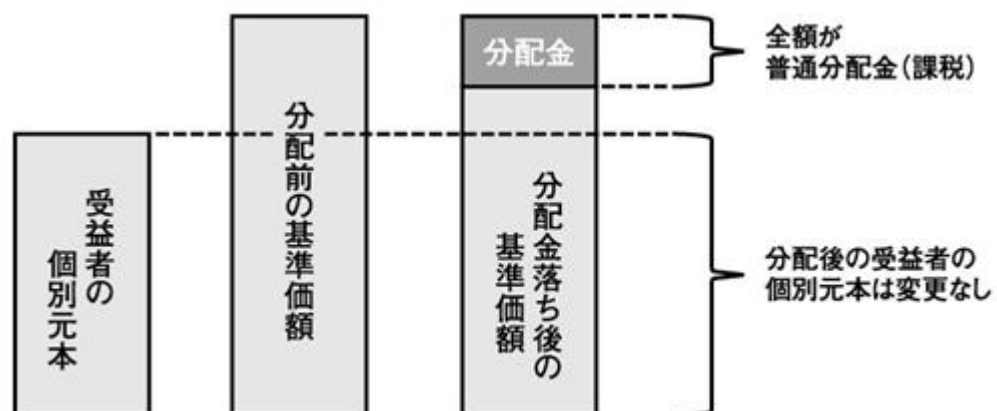 受益者の
個別元本
分配前の基準価額
分配金
分配金落ち後の
基準価額
全額が
普通分配金(課税)
分配後の受益者の
個別元本は変更なし